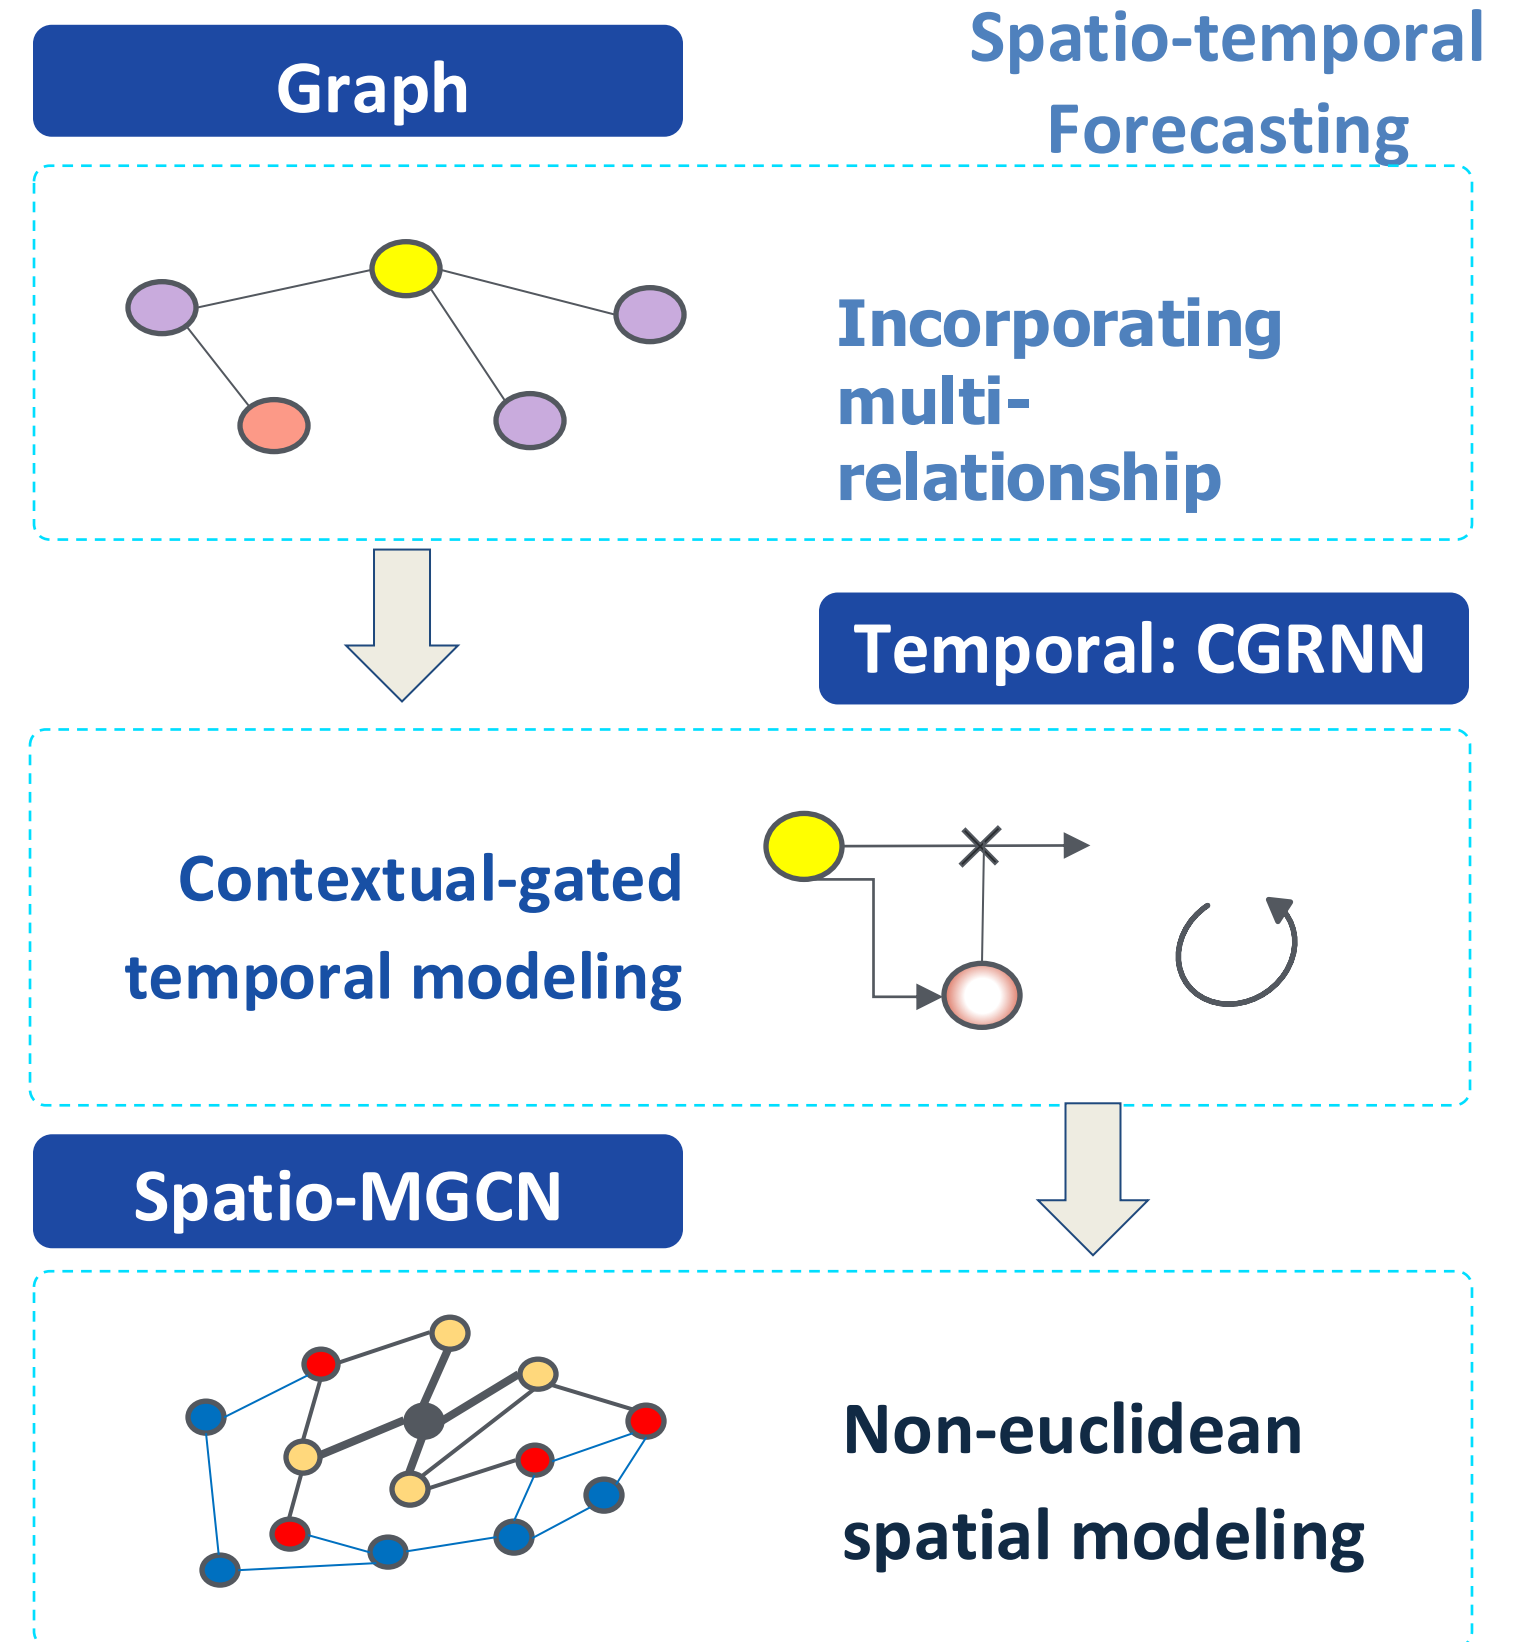 Graph
Spatio-temporal
Forecasting
Incorporating
multi-
relationship
Temporal: CGRNN
Contextual-gated
temporal modeling
Spatio-MGCN
Non-euclidean
spatial modeling